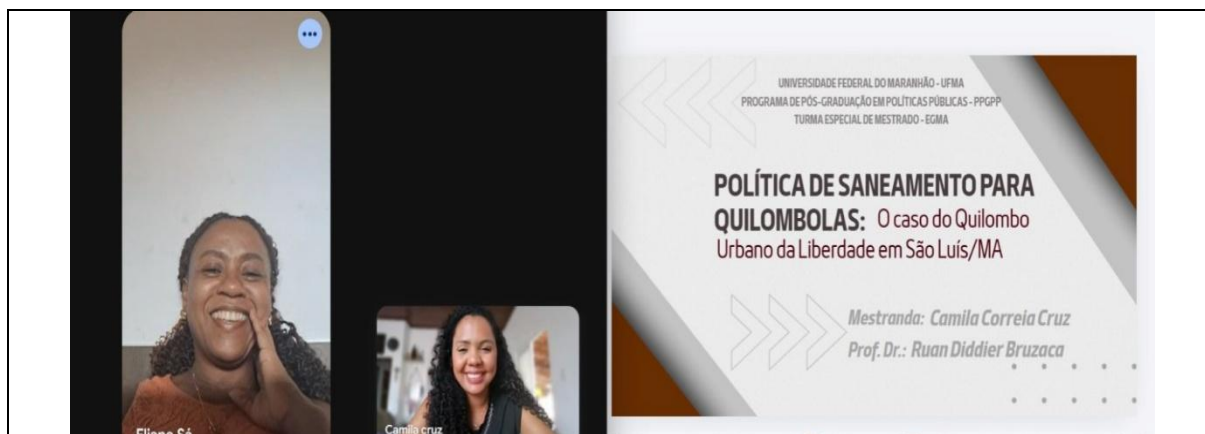 UNIVERSIDADE FEDERAL DO MARANHÃO - UFMA
PROGRAMA DE PÓS-GRADUAÇÃO EM POLÍTICAS PÚBLICAS - PPGPP
TURMA ESPECIAL DE MESTRADO - EGMA
POLÍTICA DE SANEAMENTO PARA
QUILOMBOLAS: O caso do Quilombo
Urbano da Liberdade em São Luís/MA
Mestranda: Camila Correia Cruz
Prof. Dr.: Ruan Diddier Bruzaca
Camila cruz